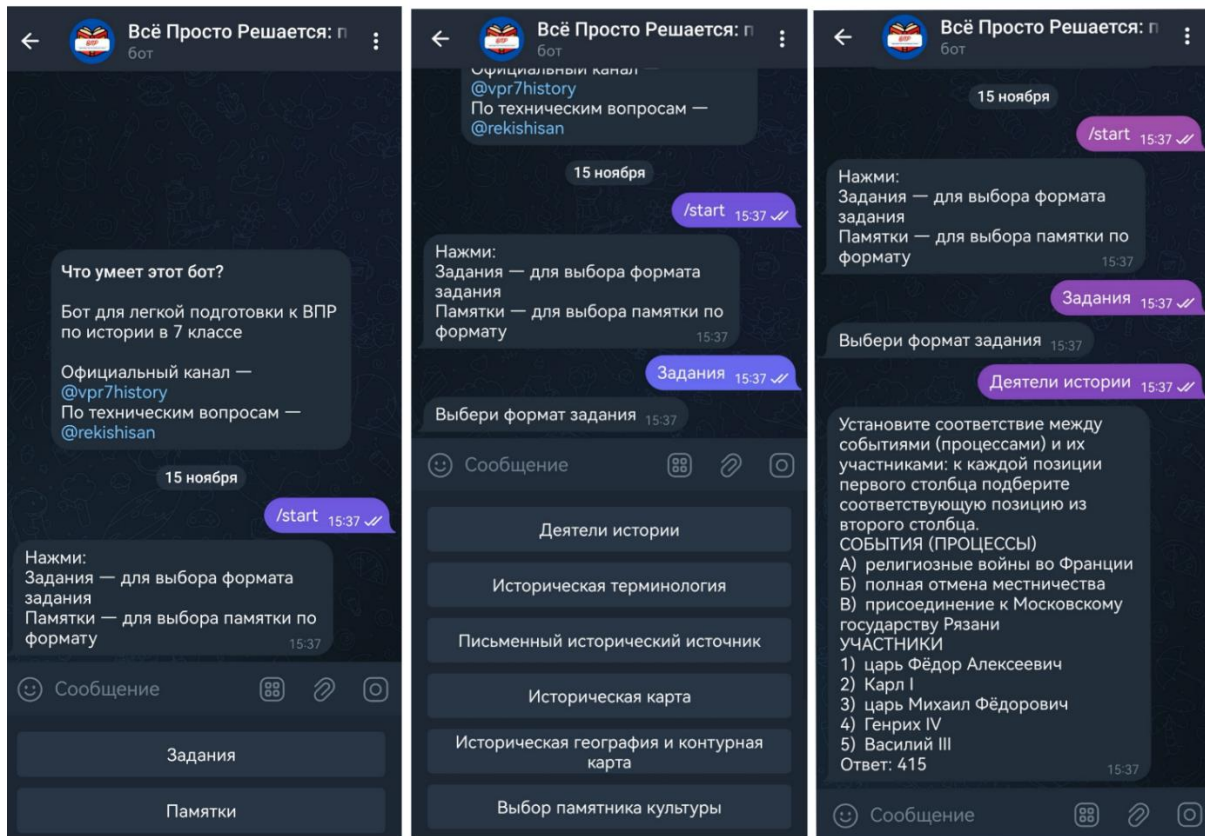 Всё Просто Решается: п
бот
Что умеет этот бот?
Бот для легкой подготовки к ВПР
по истории в 7 классе
Официальный канал —
@vpr7history
По техническим вопросам —
@rekishisan
15 ноября
/start 15:37
Нажми:
Задания — для выбора формата
задания
Памятки — для выбора памятки по
формату 15:37
Сообщение
Задания
Памятки
Всё Просто Решается: п
бот
Официальный канал —
@vpr7history
По техническим вопросам —
@rekishisan
15 ноября
/start 15:37
Нажми:
Задания — для выбора формата
задания
Памятки — для выбора памятки по
формату 15:37
Задания 15:37
Выбери формат задания 15:37
Сообщение
Деятели истории
Историческая терминология
Письменный исторический источник
Историческая карта
Историческая география и контурная
карта
Выбор памятника культуры
Всё Просто Решается: п
бот
15 ноября
/start 15:37
Нажми:
Задания — для выбора формата
задания
Памятки — для выбора памятки по
формату 15:37
Задания 15:37
Выбери формат задания 15:37
Деятели истории 15:37
Установите соответствие между
событиями (процессами) и их
участниками: к каждой позиции
первого столбца подберите
соответствующую позицию из
второго столбца.
СОБЫТИЯ (ПРОЦЕССЫ)
А) религиозные войны во Франции
Б) полная отмена местничества
В) присоединение к Московскому
государству Рязани
УЧАСТНИКИ
1) царь Фёдор Алексеевич
2) Карл I
3) царь Михаил Фёдорович
4) Генрих IV
5) Василий III
Ответ: 415 15:37
Сообщение